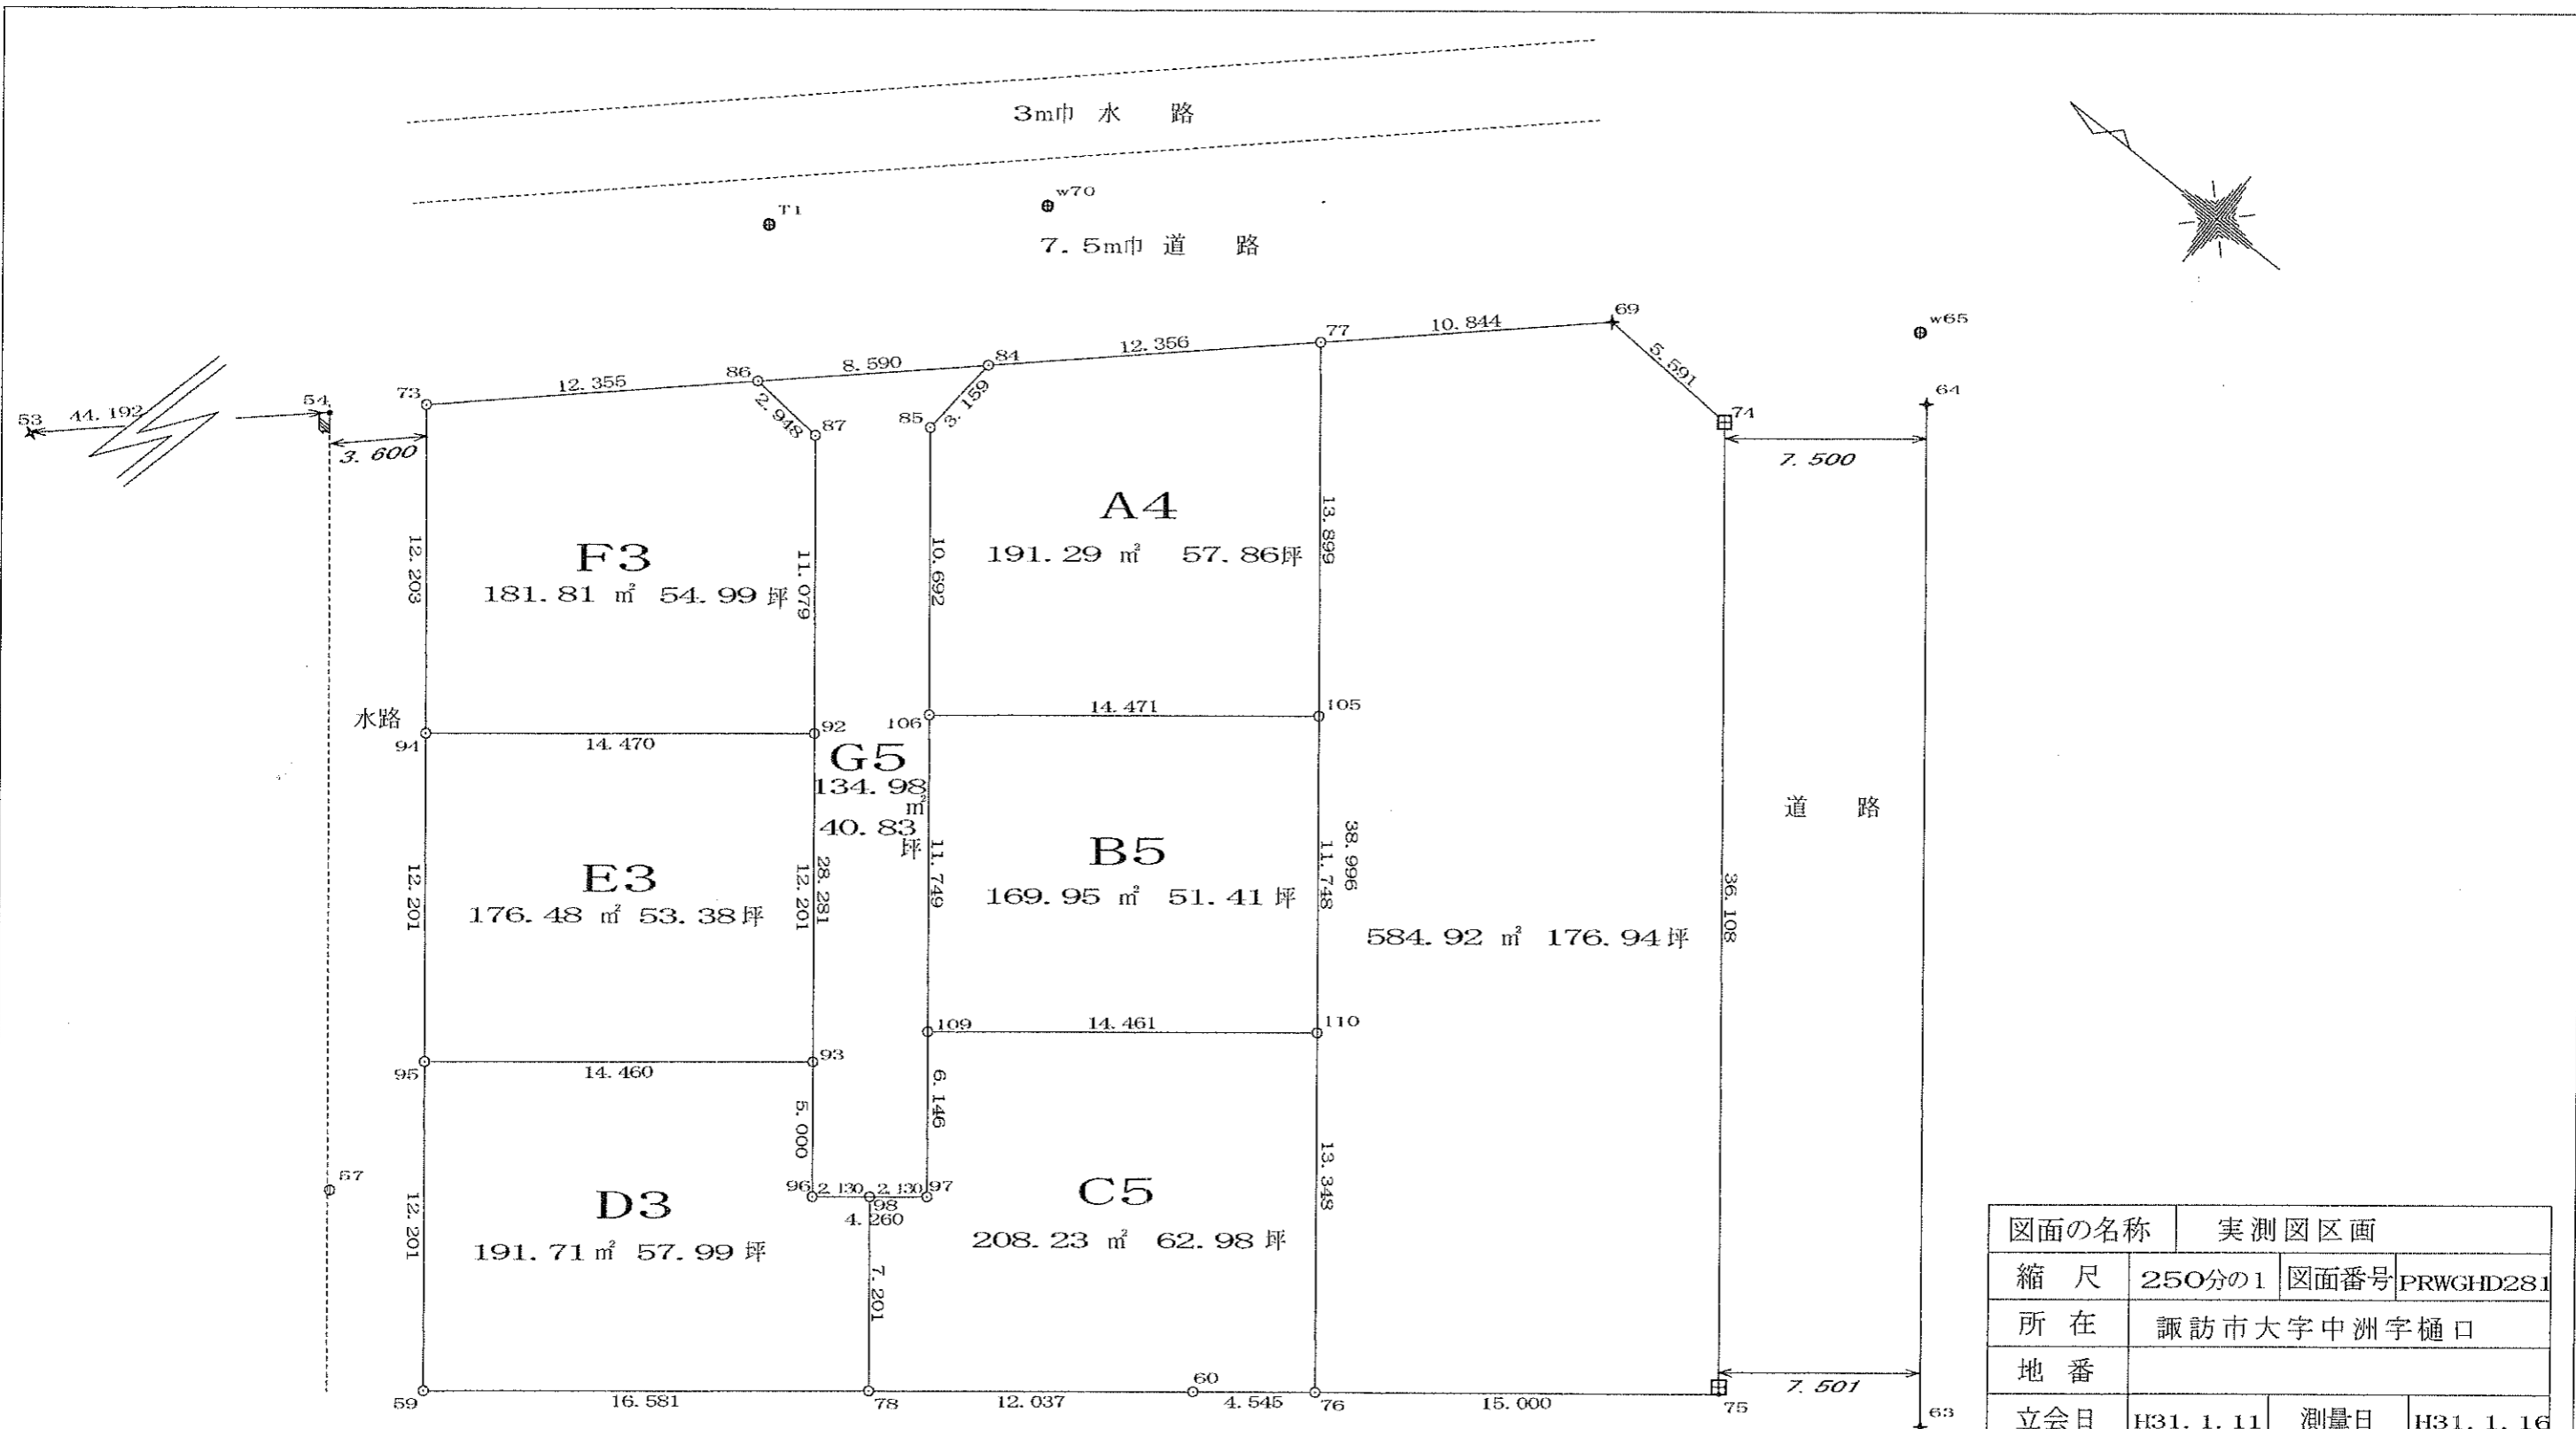 3m巾 水 路
w70
T1
7. 5m巾 道 路
69
w65
77
10. 844
84
12. 356
86
8. 590
5. 591
64
73
12. 355
2. 948
3. 159
74
53
44. 192
54
85
87
3. 600
7. 500
A4
191. 29 ㎡ 57. 86坪
13. 899
10. 692
F3
181. 81 ㎡ 54. 99 坪
12. 203
11. 079
水路
94
14. 470
92
106
14. 471
105
G5
134. 98
㎡
40. 83
坪
道 路
B5
169. 95 ㎡ 51. 41 坪
11. 749
11. 748
38. 996
E3
176. 48 ㎡ 53. 38坪
12. 201
12. 201
28. 281
584. 92 ㎡ 176. 94坪
36. 108
109
14. 461
110
95
14. 460
93
5. 000
6. 146
57
96
2. 130
2. 130
97
98
4. 260
D3
191. 71 ㎡ 57. 99 坪
12. 201
C5
208. 23 ㎡ 62. 98 坪
13. 348
7. 201
59
16. 581
78
12. 037
60
4. 545
76
15. 000
75
7. 501
63
図面の名称 実測図区画
縮 尺 250分の1 図面番号 PRWGHD281
所 在 諏訪市大字中洲字樋口
地 番
立会日 H31. 1. 11 測量日 H31. 1. 16